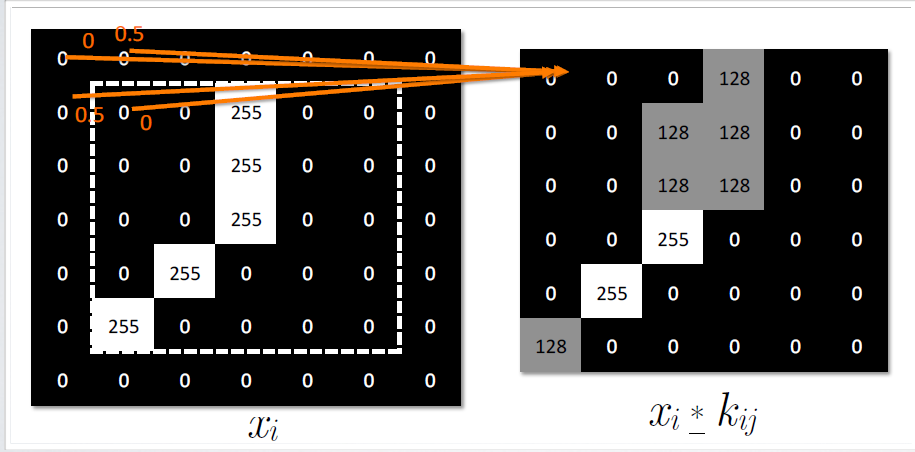 0 0.5
0 0 0 0 0 0 0
0 0 0 255 0 0 0
0.5 0
0 0 0 255 0 0 0
0 0 0 255 0 0 0
0 0 255 0 0 0 0
0 255 0 0 0 0 0
0 0 0 0 0 0 0
x_i
0 0 0 128 0 0
0 0 128 128 0 0
0 0 128 128 0 0
0 0 255 0 0 0
0 255 0 0 0 0
128 0 0 0 0 0
x_i * k_ij